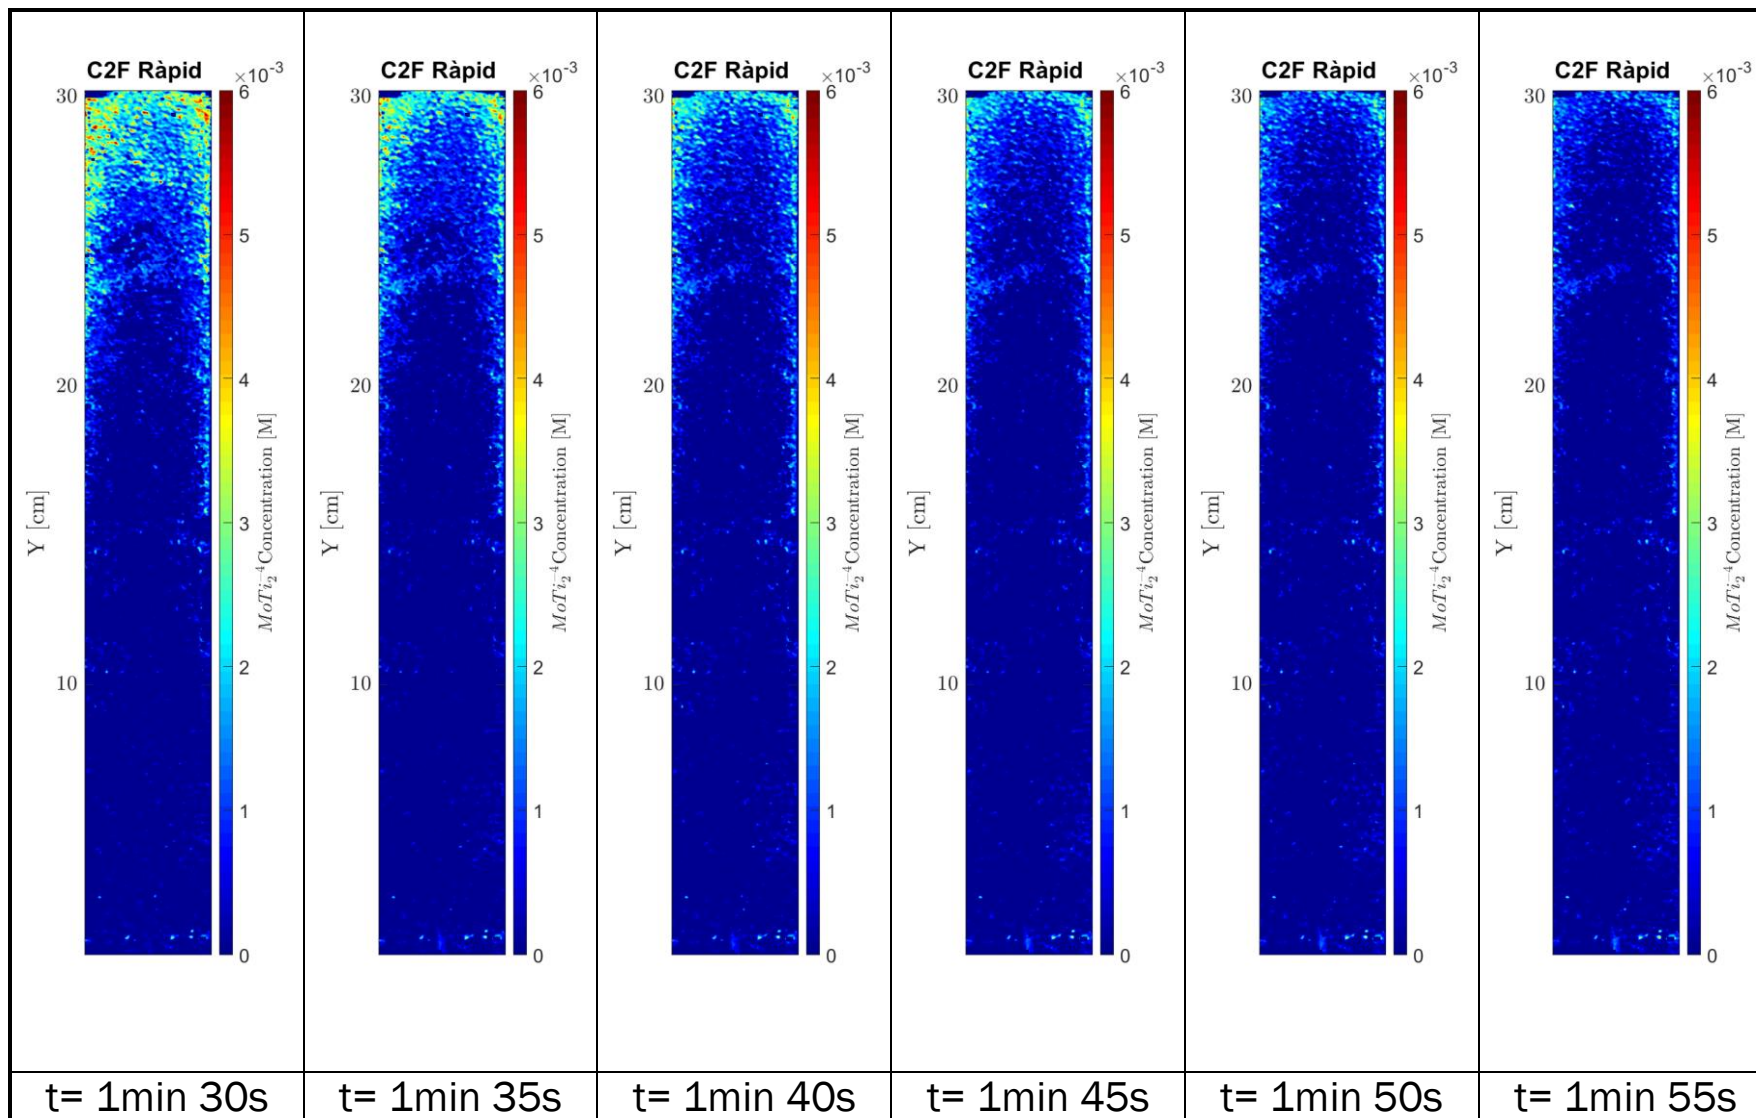 C2F Ràpid
×10⁻³
30
20
10
Y [cm]
6
5
4
3
2
1
0
MoTi₂⁻⁴Concentration [M]
t= 1min 30s
C2F Ràpid
×10⁻³
30
20
10
Y [cm]
6
5
4
3
2
1
0
MoTi₂⁻⁴Concentration [M]
t= 1min 35s
C2F Ràpid
×10⁻³
30
20
10
Y [cm]
6
5
4
3
2
1
0
MoTi₂⁻⁴Concentration [M]
t= 1min 40s
C2F Ràpid
×10⁻³
30
20
10
Y [cm]
6
5
4
3
2
1
0
MoTi₂⁻⁴Concentration [M]
t= 1min 45s
C2F Ràpid
×10⁻³
30
20
10
Y [cm]
6
5
4
3
2
1
0
MoTi₂⁻⁴Concentration [M]
t= 1min 50s
C2F Ràpid
×10⁻³
30
20
10
Y [cm]
6
5
4
3
2
1
0
MoTi₂⁻⁴Concentration [M]
t= 1min 55s